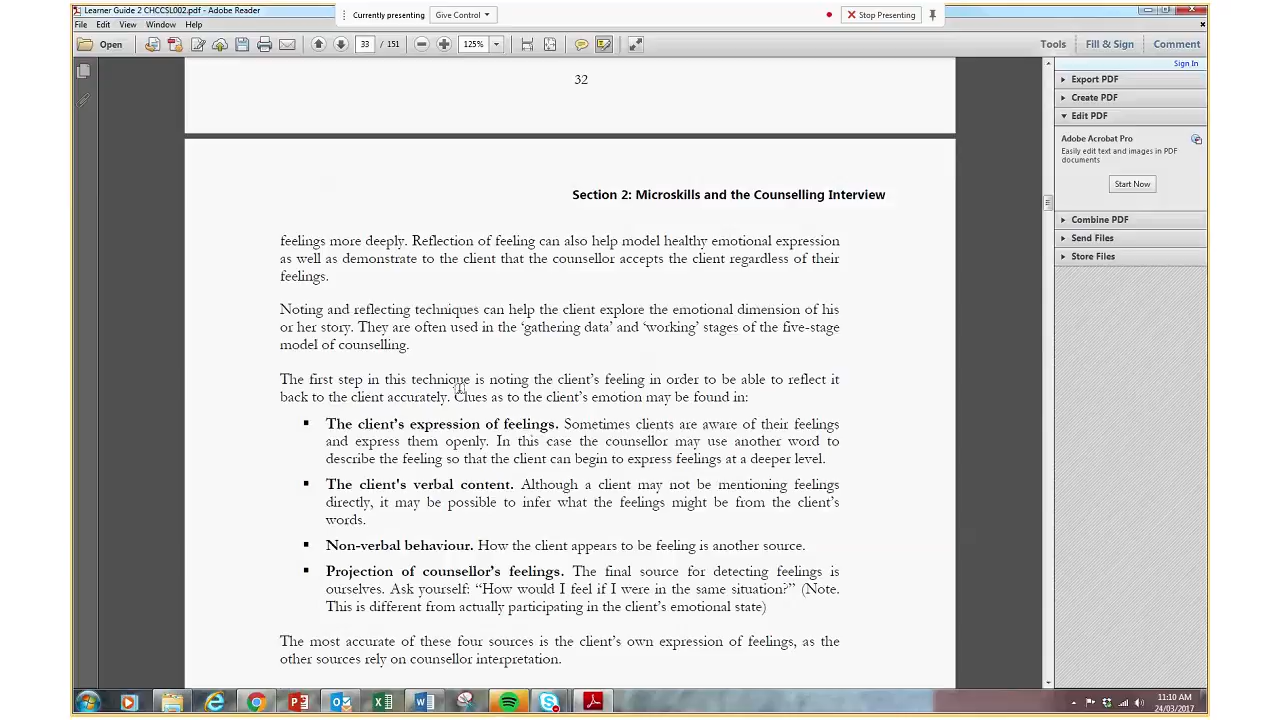 Learner Guide 2 CHCCSL002.pdf - Adobe Reader
Currently presenting Give Control Stop Presenting
File Edit View Window Help
Open 33 / 151 125% Tools Fill & Sign Comment
Sign In
32
Export PDF
Create PDF
Edit PDF
Adobe Acrobat Pro
Easily edit text and images in PDF
documents
Start Now
Combine PDF
Send Files
Store Files
Section 2: Microskills and the Counselling Interview
feelings more deeply. Reflection of feeling can also help model healthy emotional expression
as well as demonstrate to the client that the counsellor accepts the client regardless of their
feelings.
Noting and reflecting techniques can help the client explore the emotional dimension of his
or her story. They are often used in the ‘gathering data’ and ‘working’ stages of the five-stage
model of counselling.
The first step in this technique is noting the client’s feeling in order to be able to reflect it
back to the client accurately. Clues as to the client’s emotion may be found in:
▪ The client’s expression of feelings. Sometimes clients are aware of their feelings
and express them openly. In this case the counsellor may use another word to
describe the feeling so that the client can begin to express feelings at a deeper level.
▪ The client's verbal content. Although a client may not be mentioning feelings
directly, it may be possible to infer what the feelings might be from the client’s
words.
▪ Non-verbal behaviour. How the client appears to be feeling is another source.
▪ Projection of counsellor’s feelings. The final source for detecting feelings is
ourselves. Ask yourself: “How would I feel if I were in the same situation?” (Note.
This is different from actually participating in the client’s emotional state)
The most accurate of these four sources is the client’s own expression of feelings, as the
other sources rely on counsellor interpretation.
11:10 AM
24/03/2017